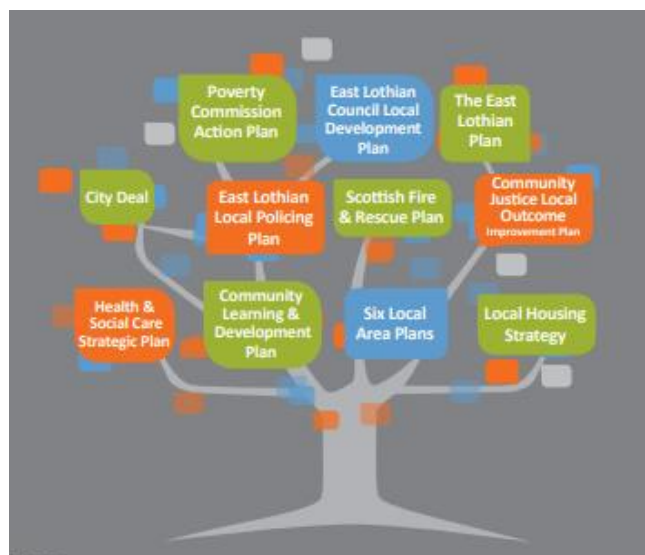 Poverty
Commission
Action Plan
East Lothian
Council Local
Development
Plan
The East
Lothian
Plan
City Deal
East Lothian
Local Policing
Plan
Scottish Fire
& Rescue Plan
Community
Justice Local
Outcome
Improvement Plan
Health &
Social Care
Strategic Plan
Community
Learning &
Development
Plan
Six Local
Area Plans
Local Housing
Strategy